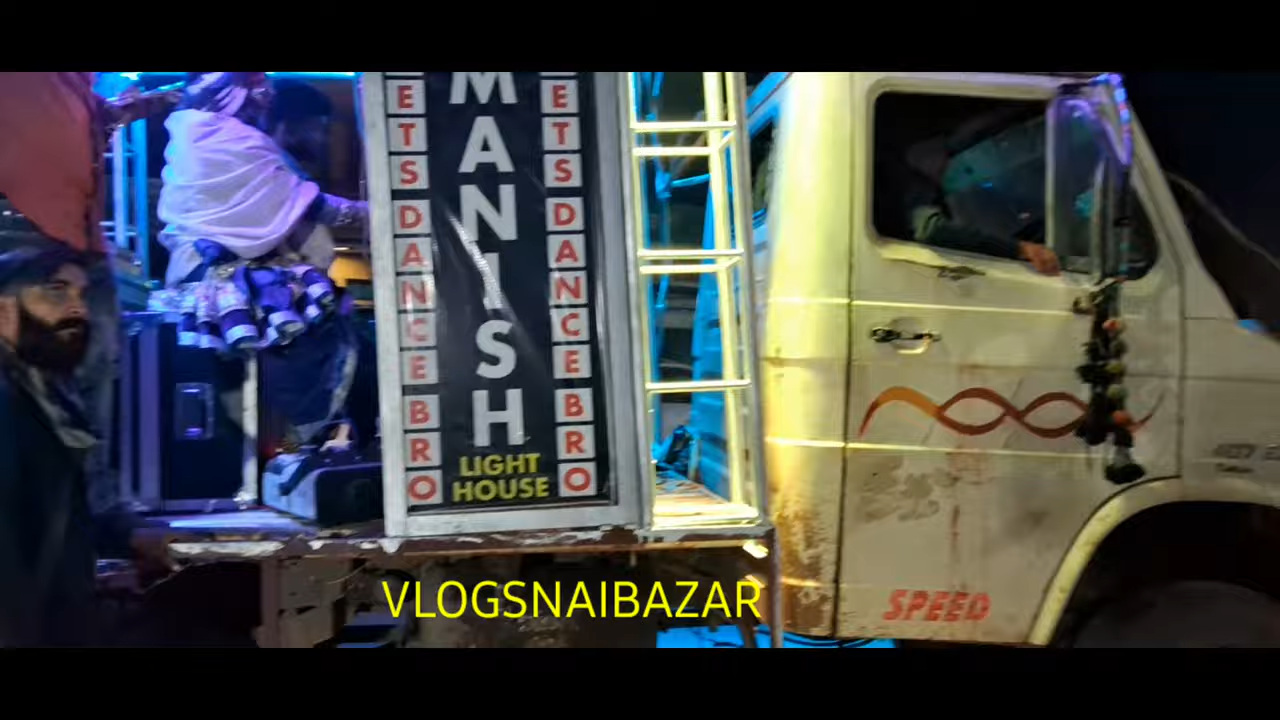 ETS DANCE BRO
MANISH
LIGHT
HOUSE
ETS DANCE BRO
SPEED
VLOGSNAIBAZAR